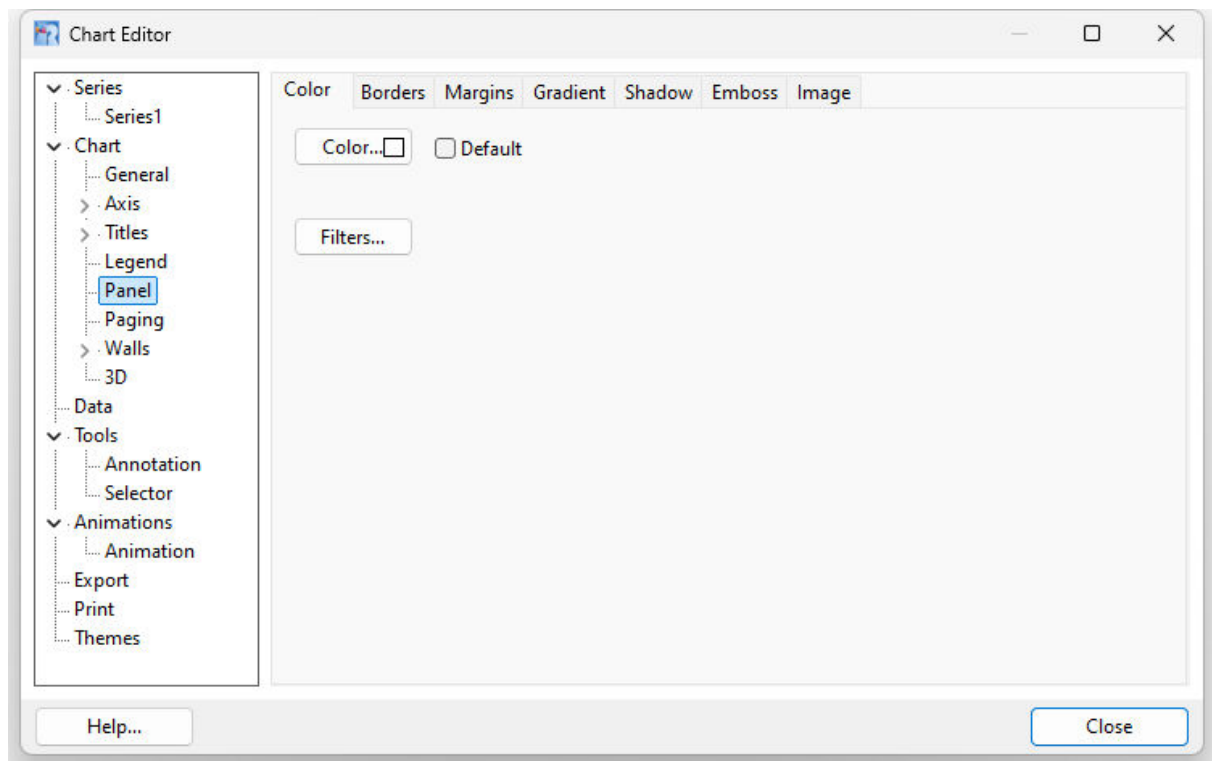 Chart Editor
Series
Series1
Chart
General
Axis
Titles
Legend
Panel
Paging
Walls
3D
Data
Tools
Annotation
Selector
Animations
Animation
Export
Print
Themes
Color Borders Margins Gradient Shadow Emboss Image
Color... Default
Filters...
Help... Close